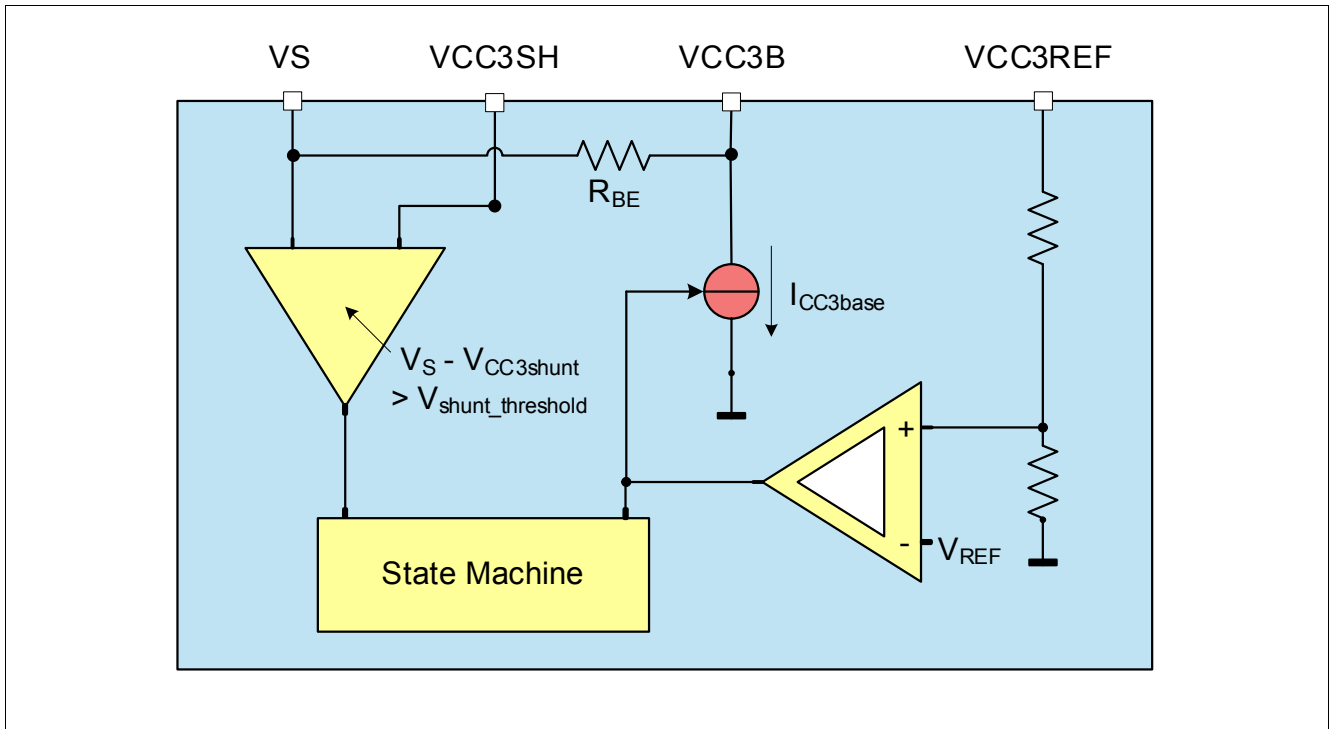 VS
VCC3SH
VCC3B
VCC3REF
RBE
ICC3base
VS - VCC3shunt
> Vshunt_threshold
+
- VREF
State Machine